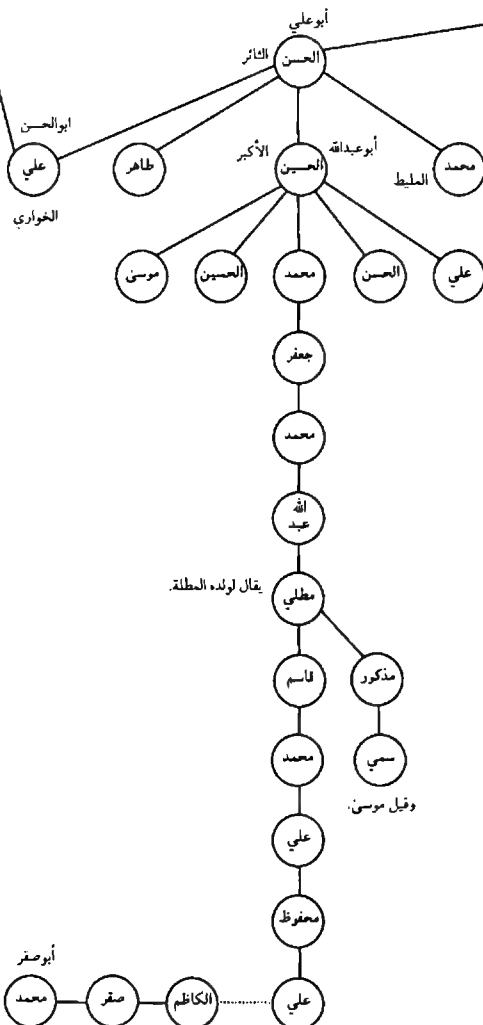 أبوعلي
الثائر
الحسن
ابوالحسن
علي
الخواري
طاهر
أبوعبدالله
الأكبر
الحسين
محمد
المليط
علي
الحسن
محمد
الحسين
موسىٰ
جعفر
محمد
الله
عبد
مطلي
يقال لولده المطلة.
مذكور
قاسم
سمي
وقيل موسىٰ.
محمد
علي
محفوظ
علي
الكاظم
صقر
أبوصقر
محمد